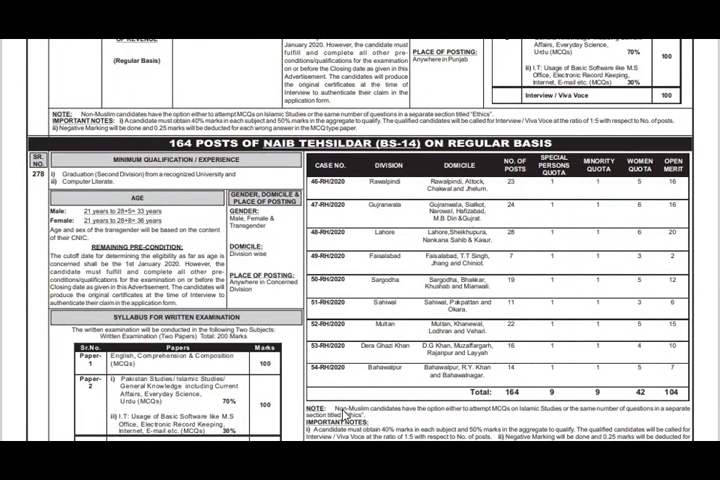 OF REVENUE
(Regular Basis)
January 2020. However, the candidate must
fulfill and complete all other pre-
conditions/qualifications for the examination
on or before the Closing date as given in this
Advertisement. The candidates will produce
the original certificates at the time of
Interview to authenticate their claim in the
application form.
PLACE OF POSTING:
Anywhere in Punjab
Affairs, Everyday Science,
Urdu (MCQs) 70%
ii) I.T: Usage of Basic Software like M.S
Office, Electronic Record Keeping,
Internet, E-mail etc. (MCQs) 30%
100
Interview / Viva Voce 100
NOTE: Non-Muslim candidates have the option either to attempt MCQs on Islamic Studies or the same number of questions in a separate section titled "Ethics".
IMPORTANT NOTES: i) A candidate must obtain 40% marks in each subject and 50% marks in the aggregate to qualify. The qualified candidates will be called for Interview / Viva Voce at the ratio of 1:5 with respect to No. of posts.
ii) Negative Marking will be done and 0.25 marks will be deducted for each wrong answer in the MCQ type paper.
164 POSTS OF NAIB TEHSILDAR (BS-14) ON REGULAR BASIS
SR. NO.
278
MINIMUM QUALIFICATION / EXPERIENCE
i) Graduation (Second Division) from a recognized University and
ii) Computer Literate.
AGE
Male: 21 years to 28+5= 33 years
Female: 21 years to 28+8= 36 years
Age and sex of the transgender will be based on the
content of their CNIC.
REMAINING PRE-CONDITION:
The cutoff date for determining the eligibility as far as age is
concerned shall be the 1st January 2020. However, the
candidate must fulfill and complete all other pre-
conditions/qualifications for the examination on or before the
Closing date as given in this Advertisement. The candidates will
produce the original certificates at the time of Interview to
authenticate their claim in the application form.
GENDER, DOMICILE &
PLACE OF POSTING
GENDER:
Male, Female &
Transgender
DOMICILE:
Division wise
PLACE OF POSTING:
Anywhere in Concerned
Division
SYLLABUS FOR WRITTEN EXAMINATION
The written examination will be conducted in the following Two Subjects:
Written Examination (Two Papers) Total: 200 Marks
Sr.No. Papers Marks
Paper-1 English, Comprehension & Composition
(MCQs) 100
Paper-2 i) Pakistan Studies/ Islamic Studies/
General Knowledge including Current
Affairs, Everyday Science,
Urdu (MCQs) 70%
ii) I.T: Usage of Basic Software like M.S
Office, Electronic Record Keeping,
Internet, E-mail etc. (MCQs) 30%
100
CASE NO. DIVISION DOMICILE NO. OF POSTS SPECIAL PERSONS QUOTA MINORITY QUOTA WOMEN QUOTA OPEN MERIT
46-RH/2020 Rawalpindi Rawalpindi, Attock, Chakwal and Jhelum. 23 1 1 5 16
47-RH/2020 Gujranwala Gujranwala, Sialkot, Narowal, Hafizabad, M.B Din &Gujrat. 24 1 1 6 16
48-RH/2020 Lahore Lahore,Sheikhupura, Nankana Sahib & Kasur. 28 1 1 6 20
49-RH/2020 Faisalabad Faisalabad, T.T Singh, Jhang and Chiniot. 7 1 1 3 2
50-RH/2020 Sargodha Sargodha, Bhakkar, Khushab and Mianwali. 19 1 1 5 12
51-RH/2020 Sahiwal Sahiwal, Pakpattan and Okara. 11 1 1 3 6
52-RH/2020 Multan Multan, Khanewal, Lodhran and Vehari. 22 1 1 5 15
53-RH/2020 Dera Ghazi Khan D.G Khan, Muzaffargarh, Rajanpur and Layyah 16 1 1 4 10
54-RH/2020 Bahawalpur Bahawalpur, R.Y. Khan and Bahawalnagar. 14 1 1 5 7
Total: 164 9 9 42 104
NOTE: Non-Muslim candidates have the option either to attempt MCQs on Islamic Studies or the same number of questions in a separate
section titled "Ethics".
IMPORTANT NOTES:
i) A candidate must obtain 40% marks in each subject and 50% marks in the aggregate to qualify. The qualified candidates will be called for
Interview / Viva Voce at the ratio of 1:5 with respect to No. of posts. ii) Negative Marking will be done and 0.25 marks will be deducted for